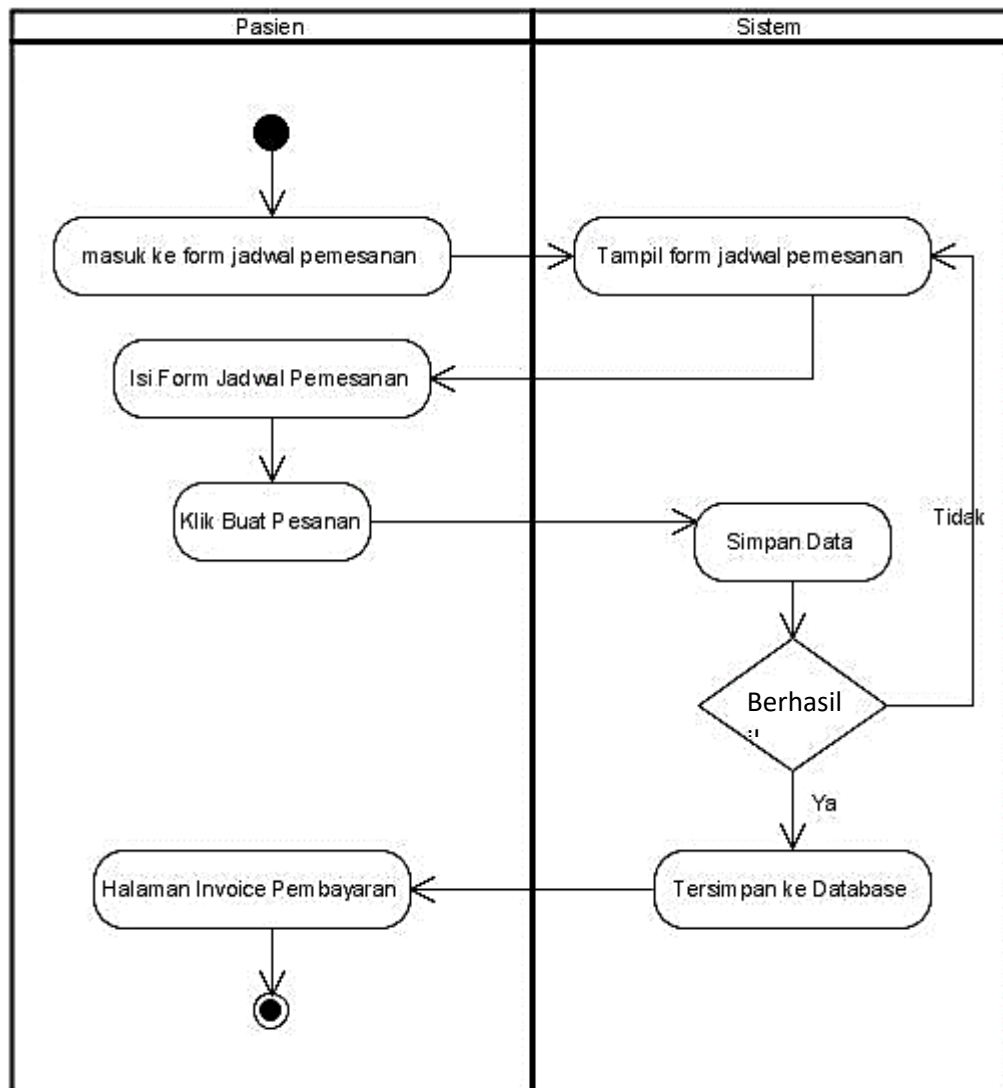 Pasien
Sistem
masuk ke form jadwal pemesanan
Tampil form jadwal pemesanan
Isi Form Jadwal Pemesanan
Klik Buat Pesanan
Simpan Data
Tidak
Berhasil
Ya
Halaman Invoice Pembayaran
Tersimpan ke Database